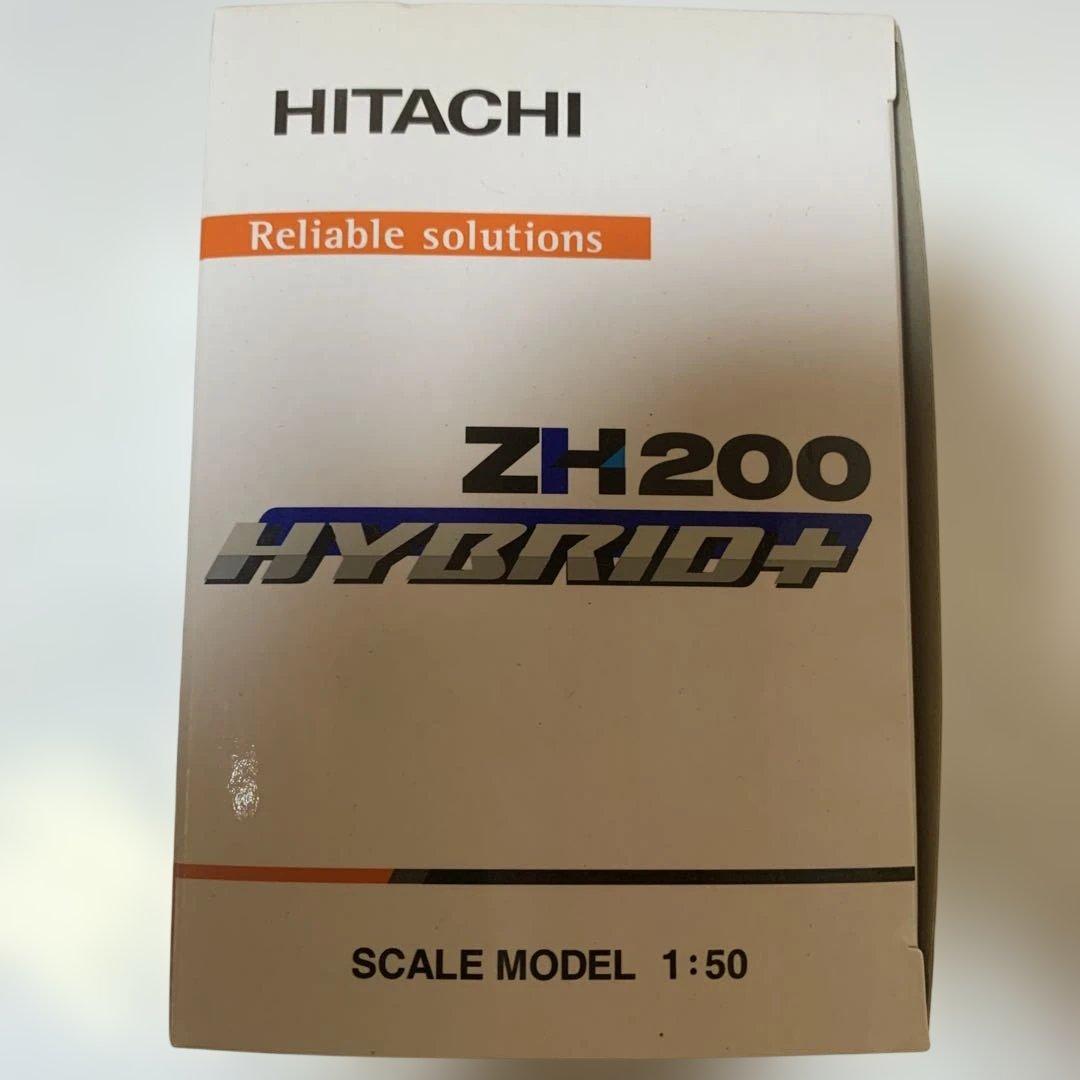 HITACHI
Reliable solutions
ZH200
HYBRID+
SCALE MODEL 1:50